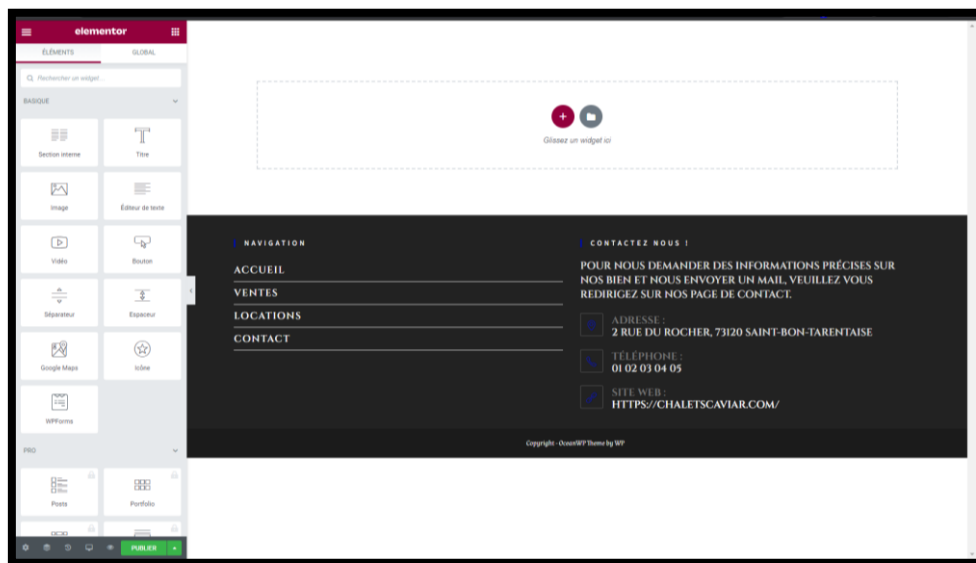 elementor
ÉLÉMENTS GLOBAL
Rechercher un widget...
BASIQUE
Section interne Titre
Image Éditeur de texte
Vidéo Bouton
Séparateur Espaceur
Google Maps Icône
WPForms
PRO
Posts Portfolio
PUBLIER
Glissez un widget ici
NAVIGATION
ACCUEIL
VENTES
LOCATIONS
CONTACT
CONTACTEZ NOUS !
POUR NOUS DEMANDER DES INFORMATIONS PRÉCISES SUR
NOS BIEN ET NOUS ENVOYER UN MAIL, VEUILLEZ VOUS
REDIRIGEZ SUR NOS PAGE DE CONTACT.
ADRESSE :
2 RUE DU ROCHER, 73120 SAINT-BON-TARENTAISE
TÉLÉPHONE :
01 02 03 04 05
SITE WEB :
HTTPS://CHALETSCAVIAR.COM/
Copyright - OceanWP Theme by WP